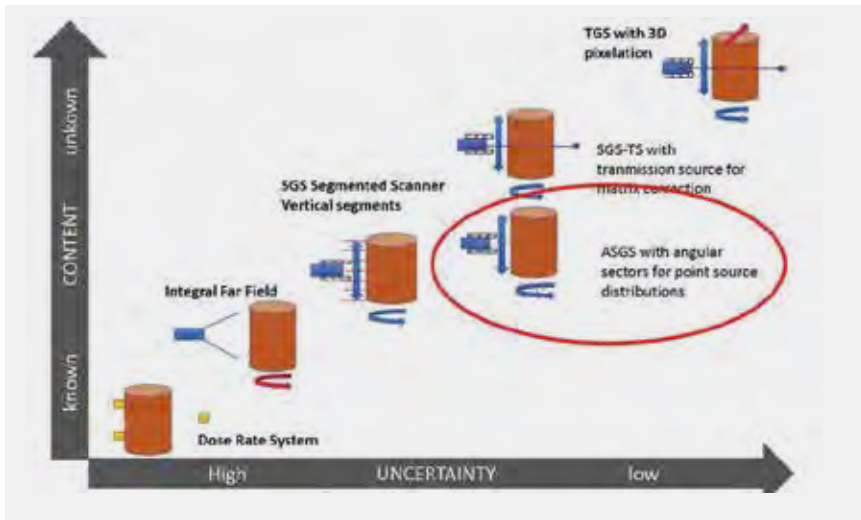 TGS with 3D
pixelation
SGS-TS with
tranmission source for
matrix correction
SGS Segmented Scanner
Vertical segments
ASGS with angular
sectors for point source
distributions
Integral Far Field
Dose Rate System
unkown
CONTENT
known
High
UNCERTAINTY
low